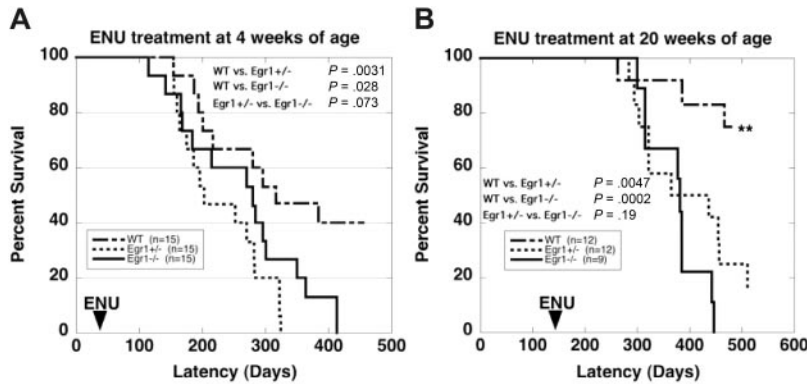 A
ENU treatment at 4 weeks of age
WT vs. Egr1+/- P = .0031
WT vs. Egr1-/- P = .028
Egr1+/- vs. Egr1-/- P = .073
Percent Survival
100
80
60
40
20
0
WT (n=15)
Egr1+/- (n=15)
Egr1-/- (n=15)
ENU
0 100 200 300 400 500
Latency (Days)
B
ENU treatment at 20 weeks of age
**
WT vs. Egr1+/- P = .0047
WT vs. Egr1-/- P = .0002
Egr1+/- vs. Egr1-/- P = .19
Percent Survival
100
80
60
40
20
0
WT (n=12)
Egr1+/- (n=12)
Egr1-/- (n=9)
ENU
0 100 200 300 400 500 600
Latency (Days)